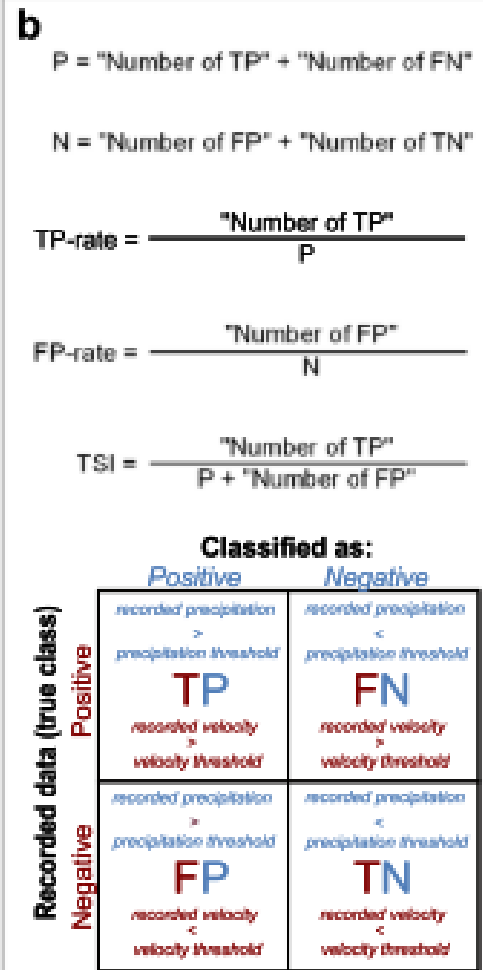 b
P = "Number of TP" + "Number of FN"
N = "Number of FP" + "Number of TN"
TP-rate = "Number of TP"
P
FP-rate = "Number of FP"
N
TSI = "Number of TP"
P + "Number of FP"
Classified as:
Positive Negative
Recorded data (true class)
Positive
recorded precipitation
>
precipitation threshold
TP
recorded velocity
>
velocity threshold
recorded precipitation
<
precipitation threshold
FN
recorded velocity
>
velocity threshold
Negative
recorded precipitation
>
precipitation threshold
FP
recorded velocity
<
velocity threshold
recorded precipitation
<
precipitation threshold
TN
recorded velocity
<
velocity threshold